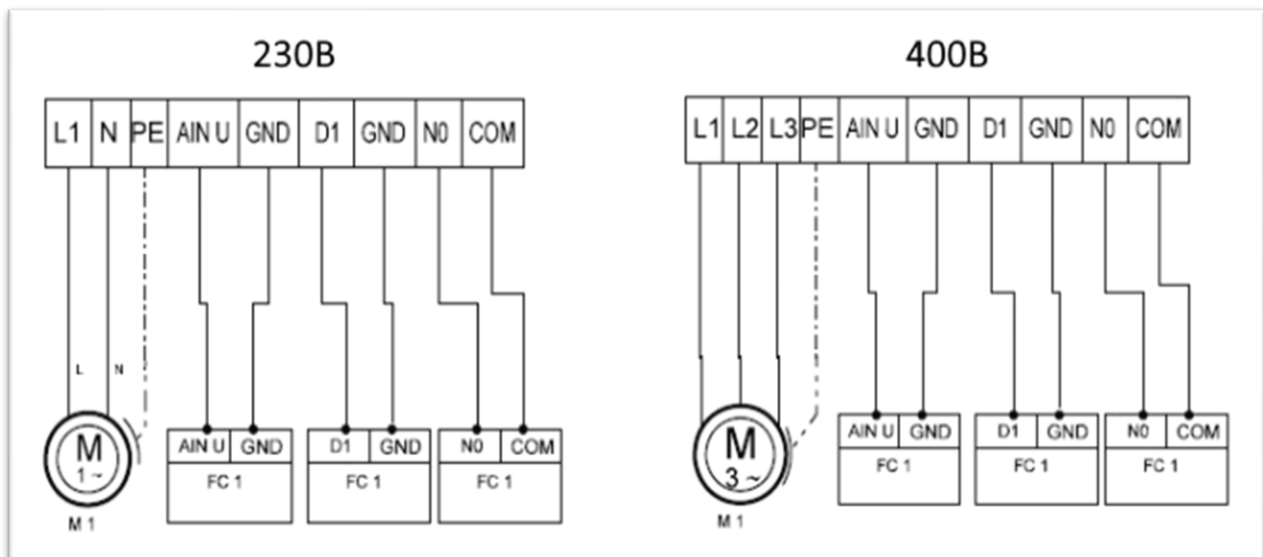 230В
400В
L1 N PE AIN U GND D1 GND N0 COM
L1 L2 L3 PE AIN U GND D1 GND N0 COM
L N
M
1 ~
M 1
AIN U GND
FC 1
D1 GND
FC 1
N0 COM
FC 1
M
3 ~
M 1
AIN U GND
FC 1
D1 GND
FC 1
N0 COM
FC 1